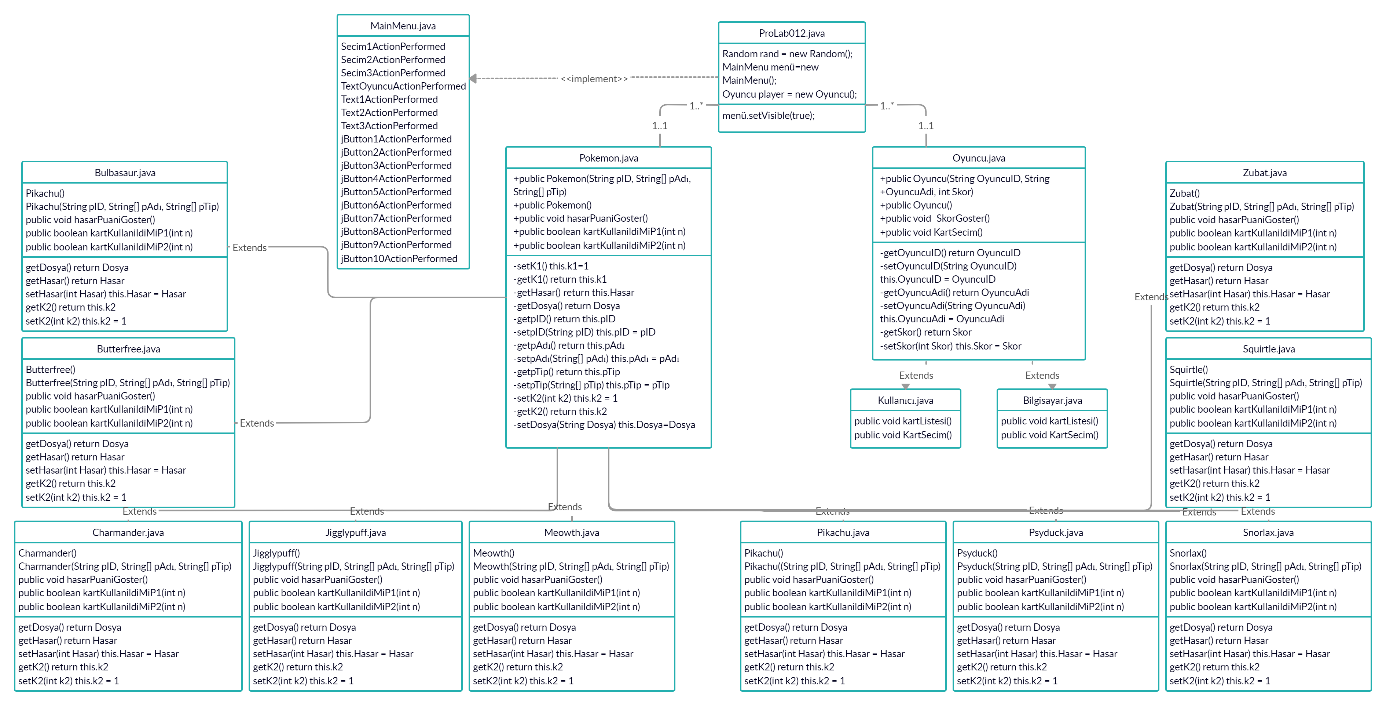 MainMenu.java
Secim1ActionPerformed
Secim2ActionPerformed
Secim3ActionPerformed
TextOyuncuActionPerformed
Text1ActionPerformed
Text2ActionPerformed
Text3ActionPerformed
jButton1ActionPerformed
jButton2ActionPerformed
jButton3ActionPerformed
jButton4ActionPerformed
jButton5ActionPerformed
jButton6ActionPerformed
jButton7ActionPerformed
jButton8ActionPerformed
jButton9ActionPerformed
jButton10ActionPerformed
<<implement>>
ProLab012.java
Random rand = new Random();
MainMenu menü=new
MainMenu();
Oyuncu player = new Oyuncu();
menü.setVisible(true);
1..*
1..*
1..1
1..1
Bulbasaur.java
Pikachu()
Pikachu(String pID, String[] pAdı, String[] pTip)
public void hasarPuaniGoster()
public boolean kartKullanildiMiP1(int n)
public boolean kartKullanildiMiP2(int n)
getDosya() return Dosya
getHasar() return Hasar
setHasar(int Hasar) this.Hasar = Hasar
getK2() return this.k2
setK2(int k2) this.k2 = 1
Extends
Pokemon.java
+public Pokemon(String pID, String[] pAdı,
String[] pTip)
+public Pokemon()
+public void hasarPuaniGoster()
+public boolean kartKullanildiMiP1(int n)
+public boolean kartKullanildiMiP2(int n)
-setK1() this.k1=1
-getK1() return this.k1
-getHasar() return this.Hasar
-getDosya() return Dosya
-getpID() return this.pID
-setpID(String pID) this.pID = pID
-getpAdı() return this.pAdı
-setpAdı(String[] pAdı) this.pAdı = pAdı
-getpTip() return this.pTip
-setpTip(String[] pTip) this.pTip = pTip
-setK2(int k2) this.k2 = 1
-getK2() return this.k2
-setDosya(String Dosya) this.Dosya=Dosya
Oyuncu.java
+public Oyuncu(String OyuncuID, String
+OyuncuAdi, int Skor)
+public Oyuncu()
+public void  SkorGoster()
+public void KartSecim()
-getOyuncuID() return OyuncuID
-setOyuncuID(String OyuncuID)
this.OyuncuID = OyuncuID
-getOyuncuAdi() return OyuncuAdi
-setOyuncuAdi(String OyuncuAdi)
this.OyuncuAdi = OyuncuAdi
-getSkor() return Skor
-setSkor(int Skor) this.Skor = Skor
Zubat.java
Zubat()
Zubat(String pID, String[] pAdı, String[] pTip)
public void hasarPuaniGoster()
public boolean kartKullanildiMiP1(int n)
public boolean kartKullanildiMiP2(int n)
getDosya() return Dosya
getHasar() return Hasar
setHasar(int Hasar) this.Hasar = Hasar
getK2() return this.k2
setK2(int k2) this.k2 = 1
Extends
Butterfree.java
Butterfree()
Butterfree(String pID, String[] pAdı, String[] pTip)
public void hasarPuaniGoster()
public boolean kartKullanildiMiP1(int n)
public boolean kartKullanildiMiP2(int n)
getDosya() return Dosya
getHasar() return Hasar
setHasar(int Hasar) this.Hasar = Hasar
getK2() return this.k2
setK2(int k2) this.k2 = 1
Extends
Extends
Extends
Kullanıcı.java
public void kartListesi()
public void KartSecim()
Bilgisayar.java
public void kartListesi()
public void KartSecim()
Squirtle.java
Squirtle()
Squirtle(String pID, String[] pAdı, String[] pTip)
public void hasarPuaniGoster()
public boolean kartKullanildiMiP1(int n)
public boolean kartKullanildiMiP2(int n)
getDosya() return Dosya
getHasar() return Hasar
setHasar(int Hasar) this.Hasar = Hasar
getK2() return this.k2
setK2(int k2) this.k2 = 1
Extends
Extends
Extends
Extends
Extends
Extends
Extends
Charmander.java
Charmander()
Charmander(String pID, String[] pAdı, String[] pTip)
public void hasarPuaniGoster()
public boolean kartKullanildiMiP1(int n)
public boolean kartKullanildiMiP2(int n)
getDosya() return Dosya
getHasar() return Hasar
setHasar(int Hasar) this.Hasar = Hasar
getK2() return this.k2
setK2(int k2) this.k2 = 1
Jigglypuff.java
Jigglypuff()
Jigglypuff(String pID, String[] pAdı, String[] pTip)
public void hasarPuaniGoster()
public boolean kartKullanildiMiP1(int n)
public boolean kartKullanildiMiP2(int n)
getDosya() return Dosya
getHasar() return Hasar
setHasar(int Hasar) this.Hasar = Hasar
getK2() return this.k2
setK2(int k2) this.k2 = 1
Meowth.java
Meowth()
Meowth(String pID, String[] pAdı, String[] pTip)
public void hasarPuaniGoster()
public boolean kartKullanildiMiP1(int n)
public boolean kartKullanildiMiP2(int n)
getDosya() return Dosya
getHasar() return Hasar
setHasar(int Hasar) this.Hasar = Hasar
getK2() return this.k2
setK2(int k2) this.k2 = 1
Pikachu.java
Pikachu()
Pikachu((String pID, String[] pAdı, String[] pTip)
public void hasarPuaniGoster()
public boolean kartKullanildiMiP1(int n)
public boolean kartKullanildiMiP2(int n)
getDosya() return Dosya
getHasar() return Hasar
setHasar(int Hasar) this.Hasar = Hasar
getK2() return this.k2
setK2(int k2) this.k2 = 1
Psyduck.java
Psyduck()
Psyduck(String pID, String[] pAdı, String[] pTip)
public void hasarPuaniGoster()
public boolean kartKullanildiMiP1(int n)
public boolean kartKullanildiMiP2(int n)
getDosya() return Dosya
getHasar() return Hasar
setHasar(int Hasar) this.Hasar = Hasar
getK2() return this.k2
setK2(int k2) this.k2 = 1
Snorlax.java
Snorlax()
Snorlax(String pID, String[] pAdı, String[] pTip)
public void hasarPuaniGoster()
public boolean kartKullanildiMiP1(int n)
public boolean kartKullanildiMiP2(int n)
getDosya() return Dosya
getHasar() return Hasar
setHasar(int Hasar) this.Hasar = Hasar
getK2() return this.k2
setK2(int k2) this.k2 = 1